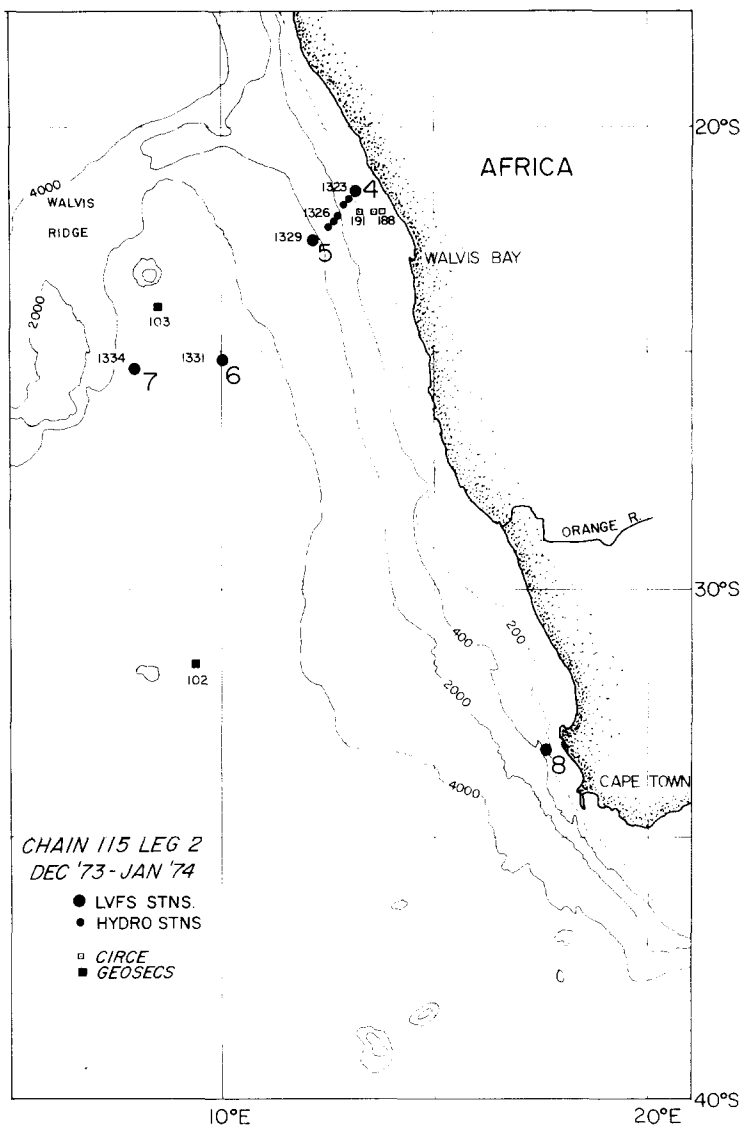 20°S
AFRICA
4000
WALVIS
RIDGE
1323
4
1326
191
188
1329
5
WALVIS BAY
2000
103
1334
7
1331
6
ORANGE R.
30°S
200
400
102
2000
8
CAPE TOWN
4000
CHAIN 115 LEG 2
DEC '73 - JAN '74
LVFS STNS.
HYDRO STNS
CIRCE
GEOSECS
40°S
10°E
20°E